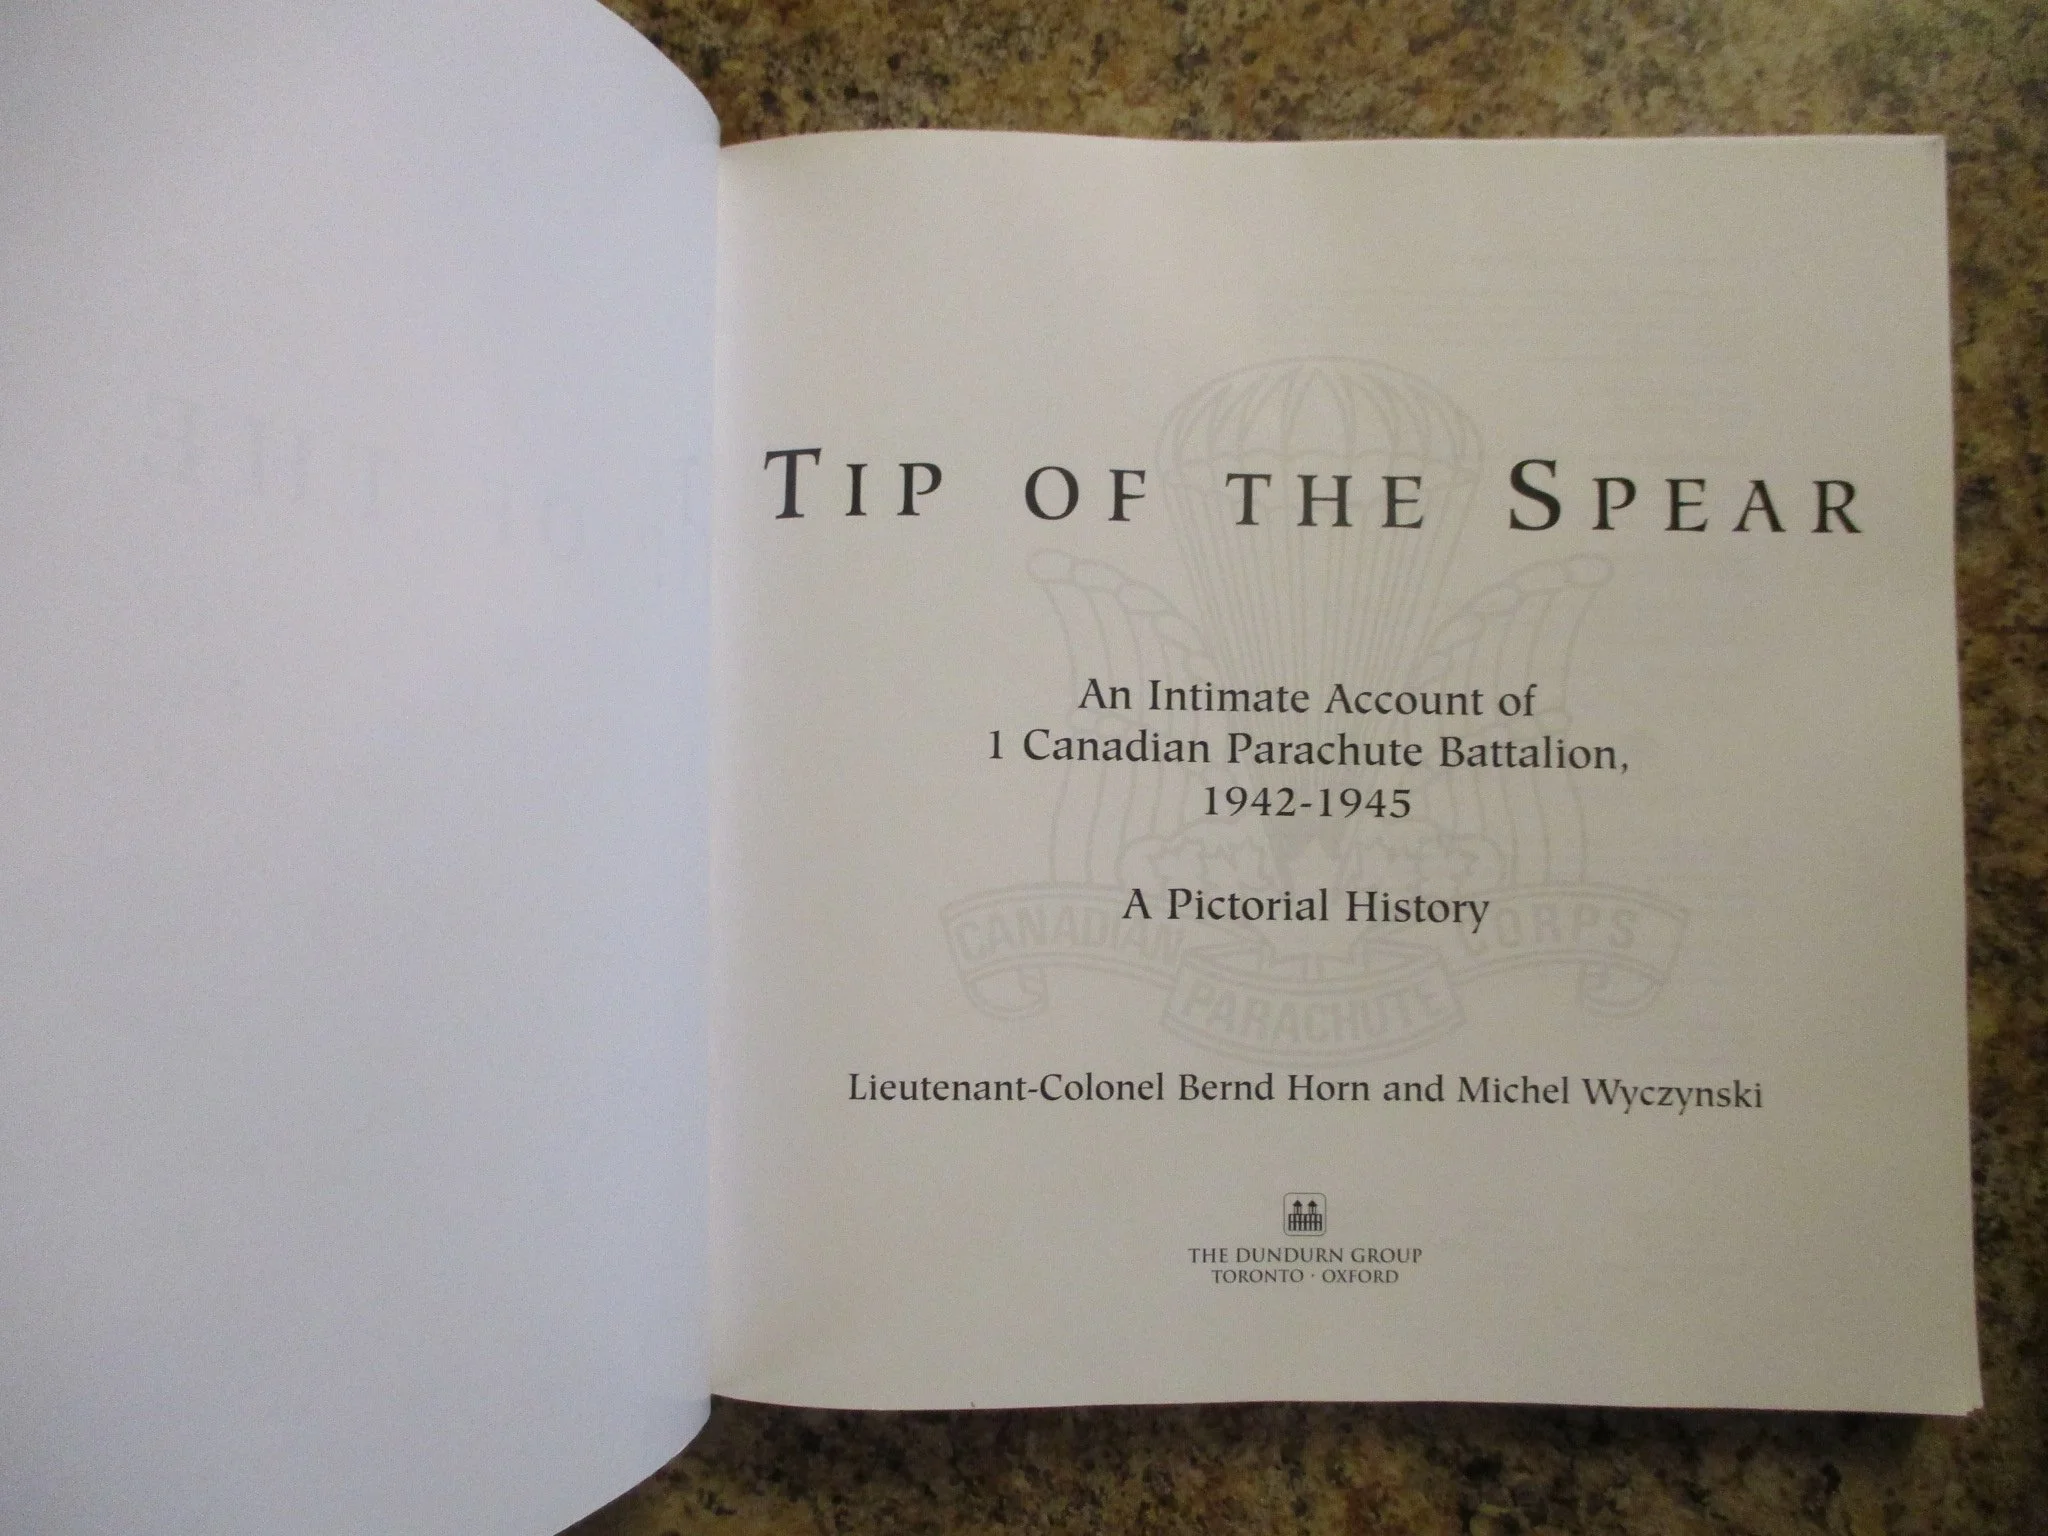 TIP OF THE SPEAR
An Intimate Account of
1 Canadian Parachute Battalion,
1942-1945
A Pictorial History
CANADIAN CORPS
PARACHUTE
Lieutenant-Colonel Bernd Horn and Michel Wyczynski
THE DUNDURN GROUP
TORONTO · OXFORD